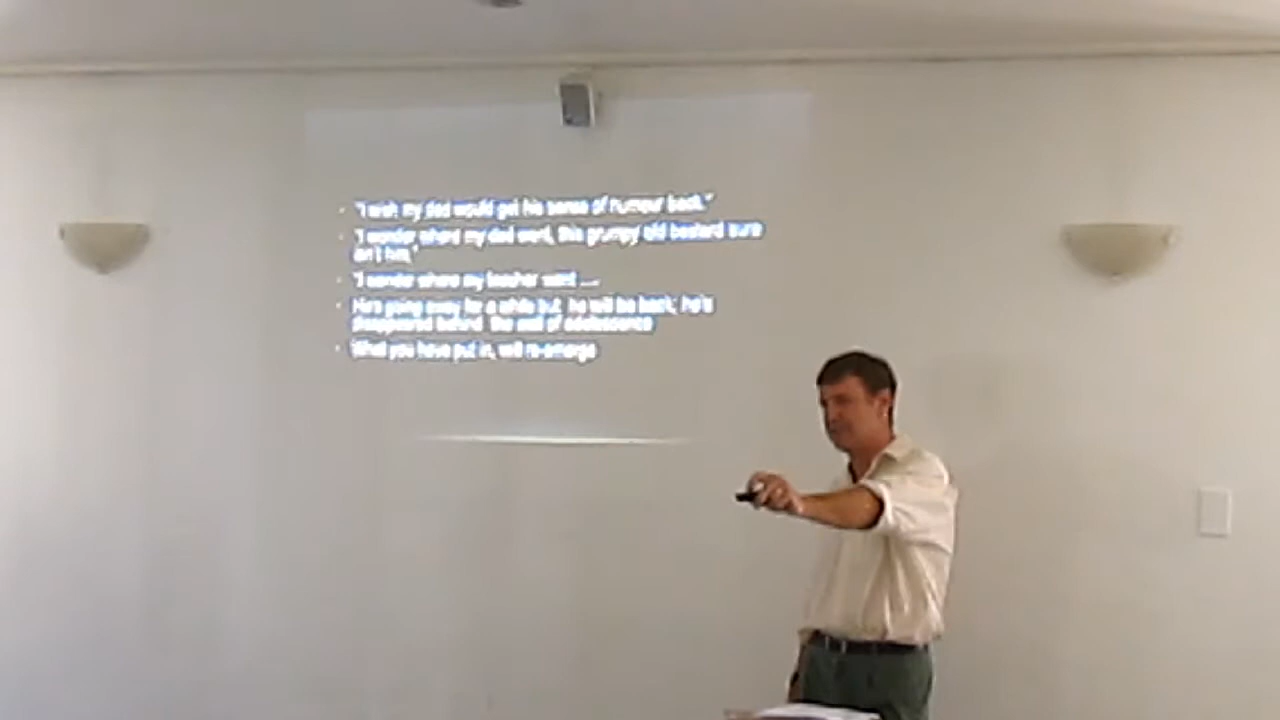 "I wish my dad would get his sense of humour back."
"I wonder where my dad went, this grumpy old bastard sure
ain't him."
"I wonder where my teacher went ....
He's going away for a while but he will be back, he's
disappeared behind the wall of adolescence
What you have put in, will re-emerge